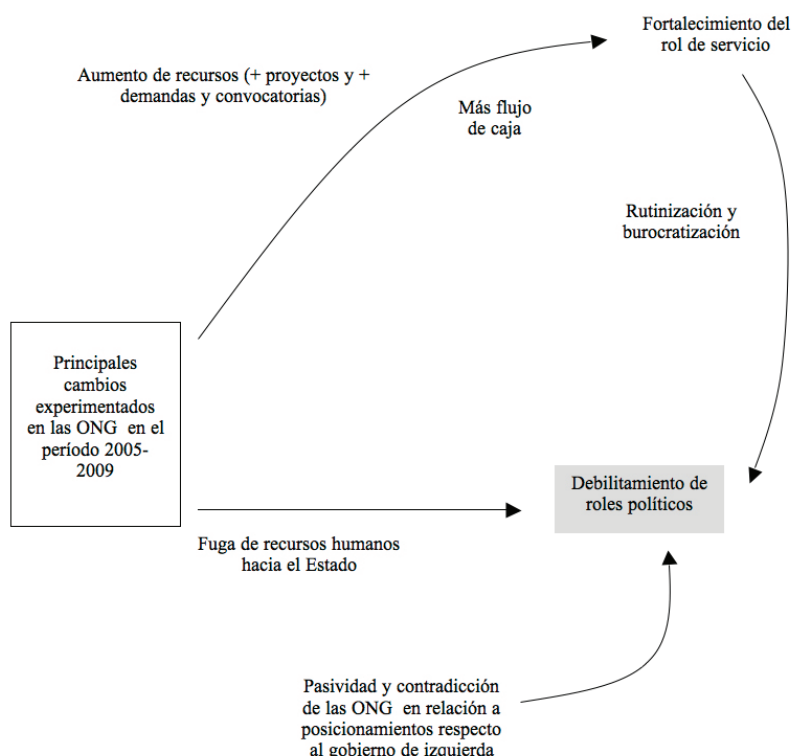 Fortalecimiento del
rol de servicio
Aumento de recursos (+ proyectos y +
demandas y convocatorias)
Más flujo
de caja
Rutinización y
burocratización
Principales
cambios
experimentados
en las ONG en el
período 2005-
2009
Debilitamiento de
roles políticos
Fuga de recursos humanos
hacia el Estado
Pasividad y contradicción
de las ONG en relación a
posicionamientos respecto
al gobierno de izquierda